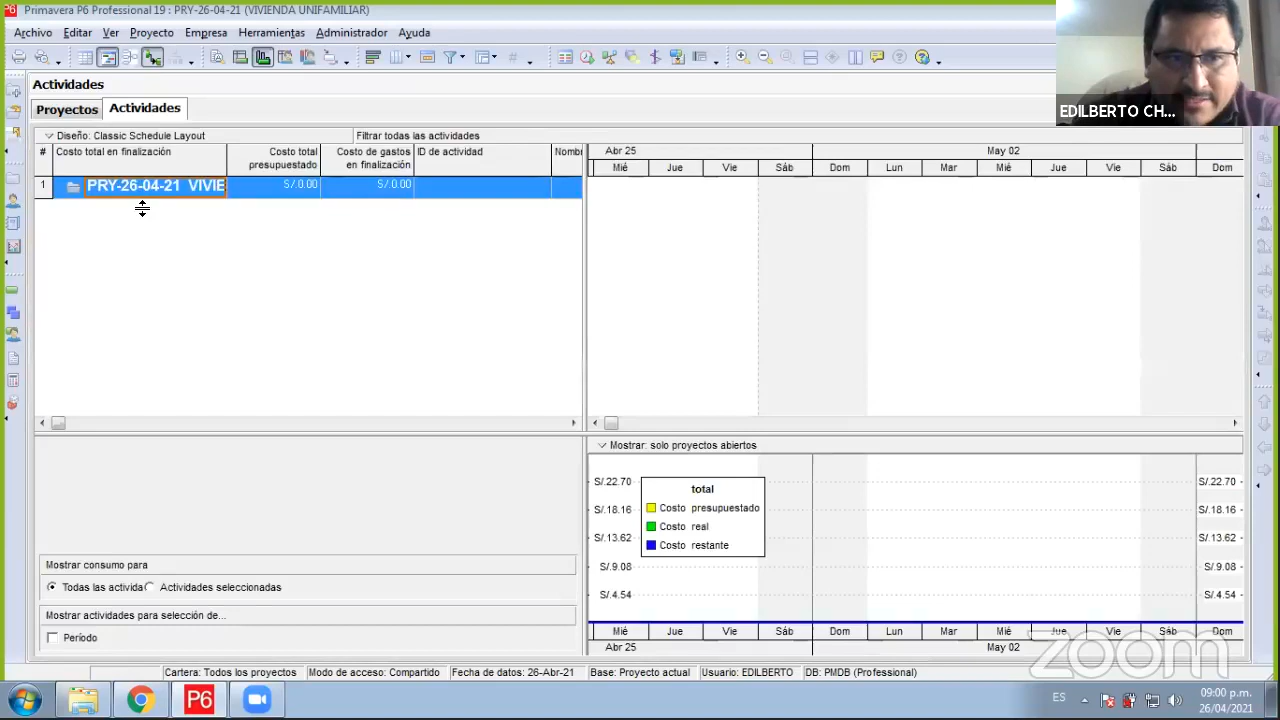 Primavera P6 Professional 19 : PRY-26-04-21 (VIVIENDA UNIFAMILIAR)
Archivo Editar Ver Proyecto Empresa Herramientas Administrador Ayuda
Actividades
EDILBERTO CH...
Proyectos Actividades
Diseño: Classic Schedule Layout Filtrar todas las actividades
# Costo total en finalización Costo total presupuestado Costo de gastos en finalización ID de actividad Nombr
Abr 25 May 02
Mié Jue Vie Sáb Dom Lun Mar Mié Jue Vie Sáb Dom
1 PRY-26-04-21 VIVIE S/.0.00 S/.0.00
Mostrar: solo proyectos abiertos
total
Costo presupuestado
Costo real
Costo restante
S/.22.70 S/.22.70
S/.18.16 S/.18.16
S/.13.62 S/.13.62
S/.9.08 S/.9.08
S/.4.54 S/.4.54
Mostrar consumo para
Todas las activida Actividades seleccionadas
Mostrar actividades para selección de...
Período
Mié Jue Vie Sáb Dom Lun Mar Mié Jue Vie Sáb Dom
Abr 25 May 02
zoom
Cartera: Todos los proyectos Modo de acceso: Compartido Fecha de datos: 26-Abr-21 Base: Proyecto actual Usuario: EDILBERTO DB: PMDB (Professional)
P6
ES
09:00 p.m.
26/04/2021